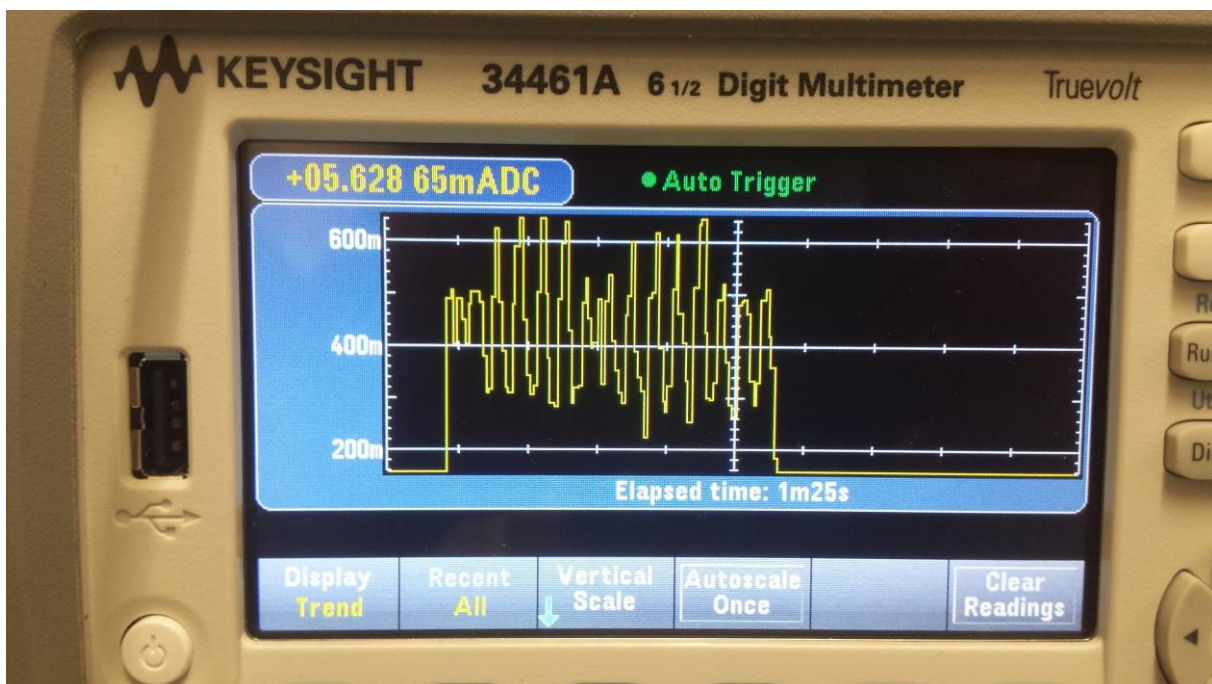 KEYSIGHT 34461A 6 1/2 Digit Multimeter Truevolt
+05.628 65mADC Auto Trigger
600m
400m
200m
Elapsed time: 1m25s
Display Recent Vertical Autoscale Clear
Trend All Scale Once Readings